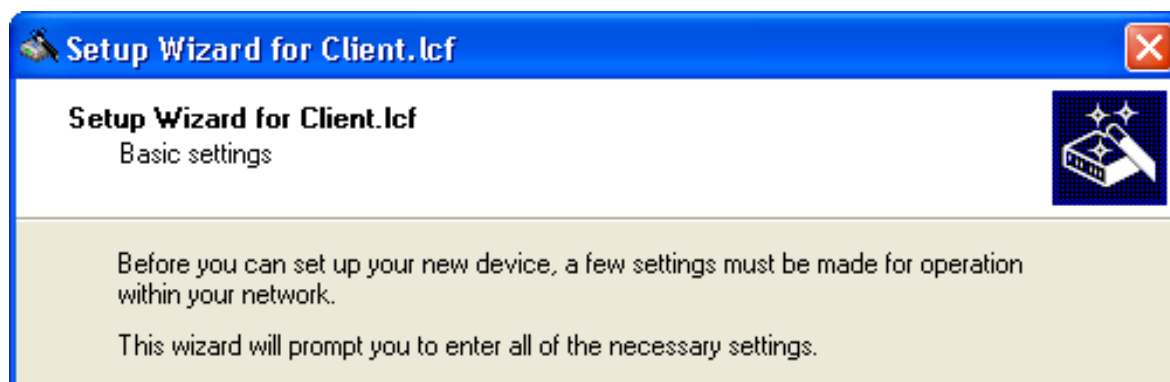 Setup Wizard for Client.lcf
Setup Wizard for Client.lcf
Basic settings
Before you can set up your new device, a few settings must be made for operation
within your network.
This wizard will prompt you to enter all of the necessary settings.